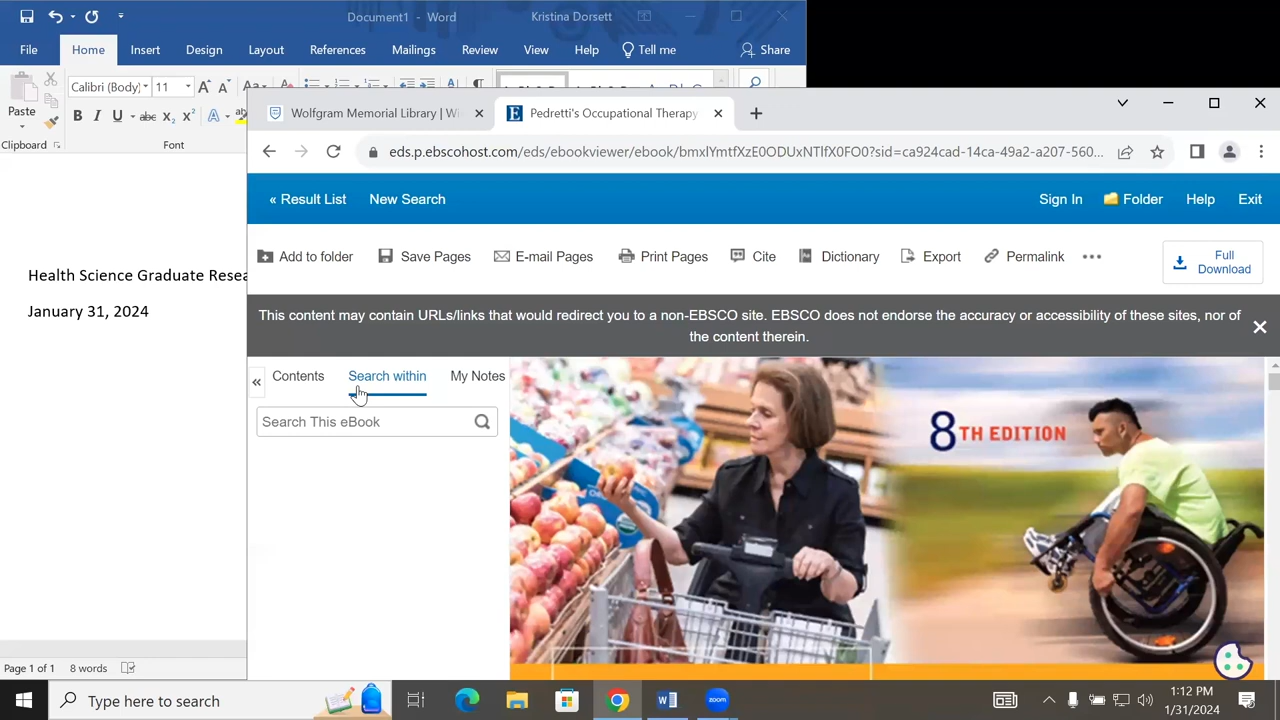 Document1 - Word
Kristina Dorsett
File
Home
Insert
Design
Layout
References
Mailings
Review
View
Help
Tell me
Share
Paste
Calibri (Body)
11
Clipboard
Font
Wolfgram Memorial Library | Wi
Pedretti's Occupational Therapy
eds.p.ebscohost.com/eds/ebookviewer/ebook/bmxlYmtfXzE0ODUxNTlfX0FO0?sid=ca924cad-14ca-49a2-a207-560...
« Result List
New Search
Sign In
Folder
Help
Exit
Add to folder
Save Pages
E-mail Pages
Print Pages
Cite
Dictionary
Export
Permalink
Full
Download
This content may contain URLs/links that would redirect you to a non-EBSCO site. EBSCO does not endorse the accuracy or accessibility of these sites, nor of
the content therein.
Contents
Search within
My Notes
Search This eBook
8TH EDITION
Health Science Graduate Resea
January 31, 2024
Page 1 of 1
8 words
Type here to search
zoom
1:12 PM
1/31/2024